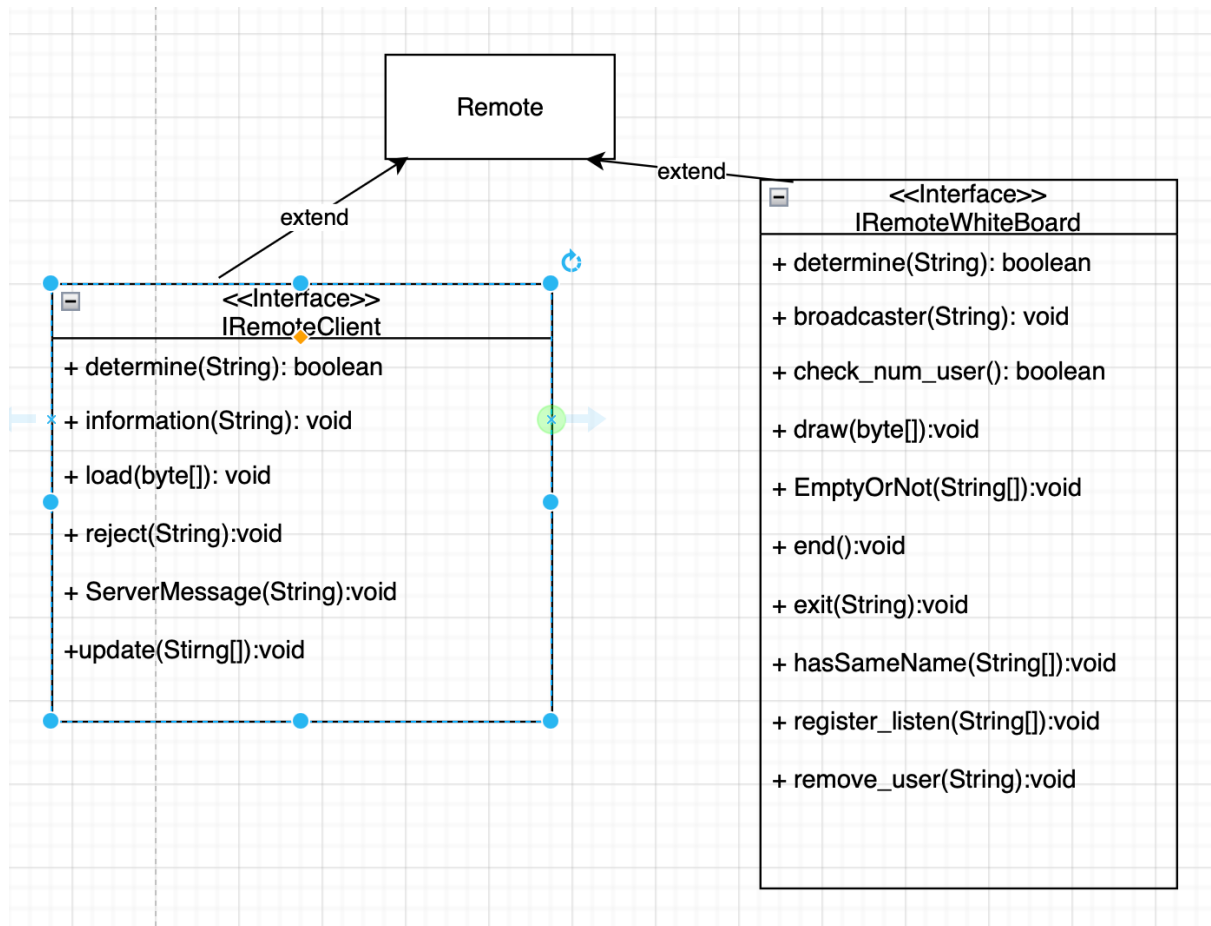 Remote
extend
extend
<<Interface>>
IRemoteClient
+ determine(String): boolean
+ information(String): void
+ load(byte[]): void
+ reject(String):void
+ ServerMessage(String):void
+update(Stirng[]):void
<<Interface>>
IRemoteWhiteBoard
+ determine(String): boolean
+ broadcaster(String): void
+ check_num_user(): boolean
+ draw(byte[]):void
+ EmptyOrNot(String[]):void
+ end():void
+ exit(String):void
+ hasSameName(String[]):void
+ register_listen(String[]):void
+ remove_user(String):void